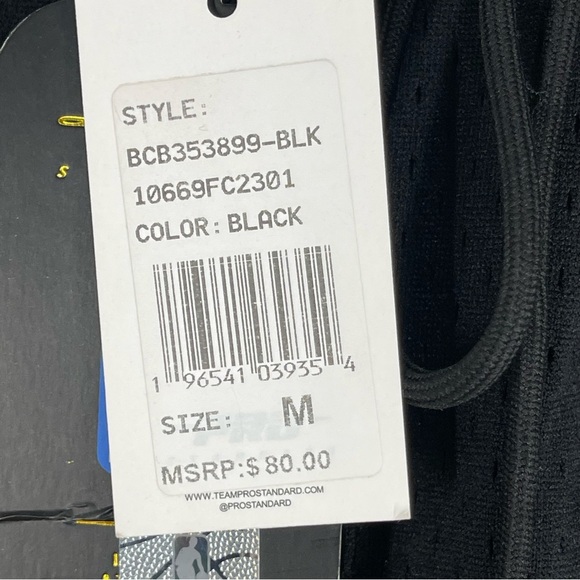 STYLE:
BCB353899-BLK
10669FC2301
COLOR: BLACK
1 96541 03935 4
SIZE: M
MSRP:$80.00
WWW.TEAMPROSTANDARD.COM
@PROSTANDARD